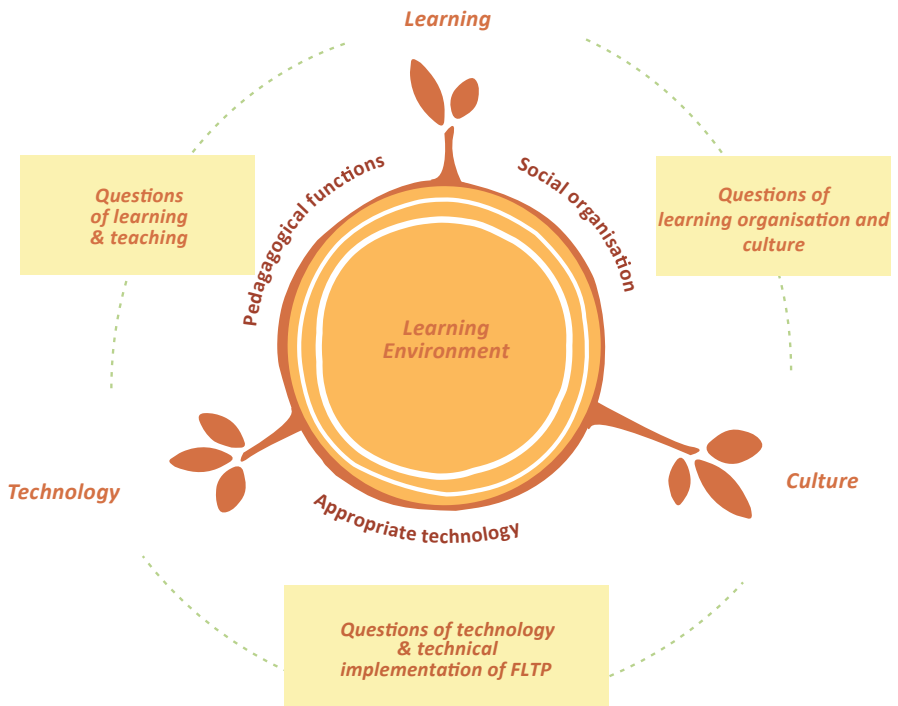 Learning
Questions
of learning
& teaching
Pedagagogical functions
Social organisation
Questions of
learning organisation and
culture
Learning
Environment
Technology
Culture
Appropriate technology
Questions of technology
& technical
implementation of FLTP